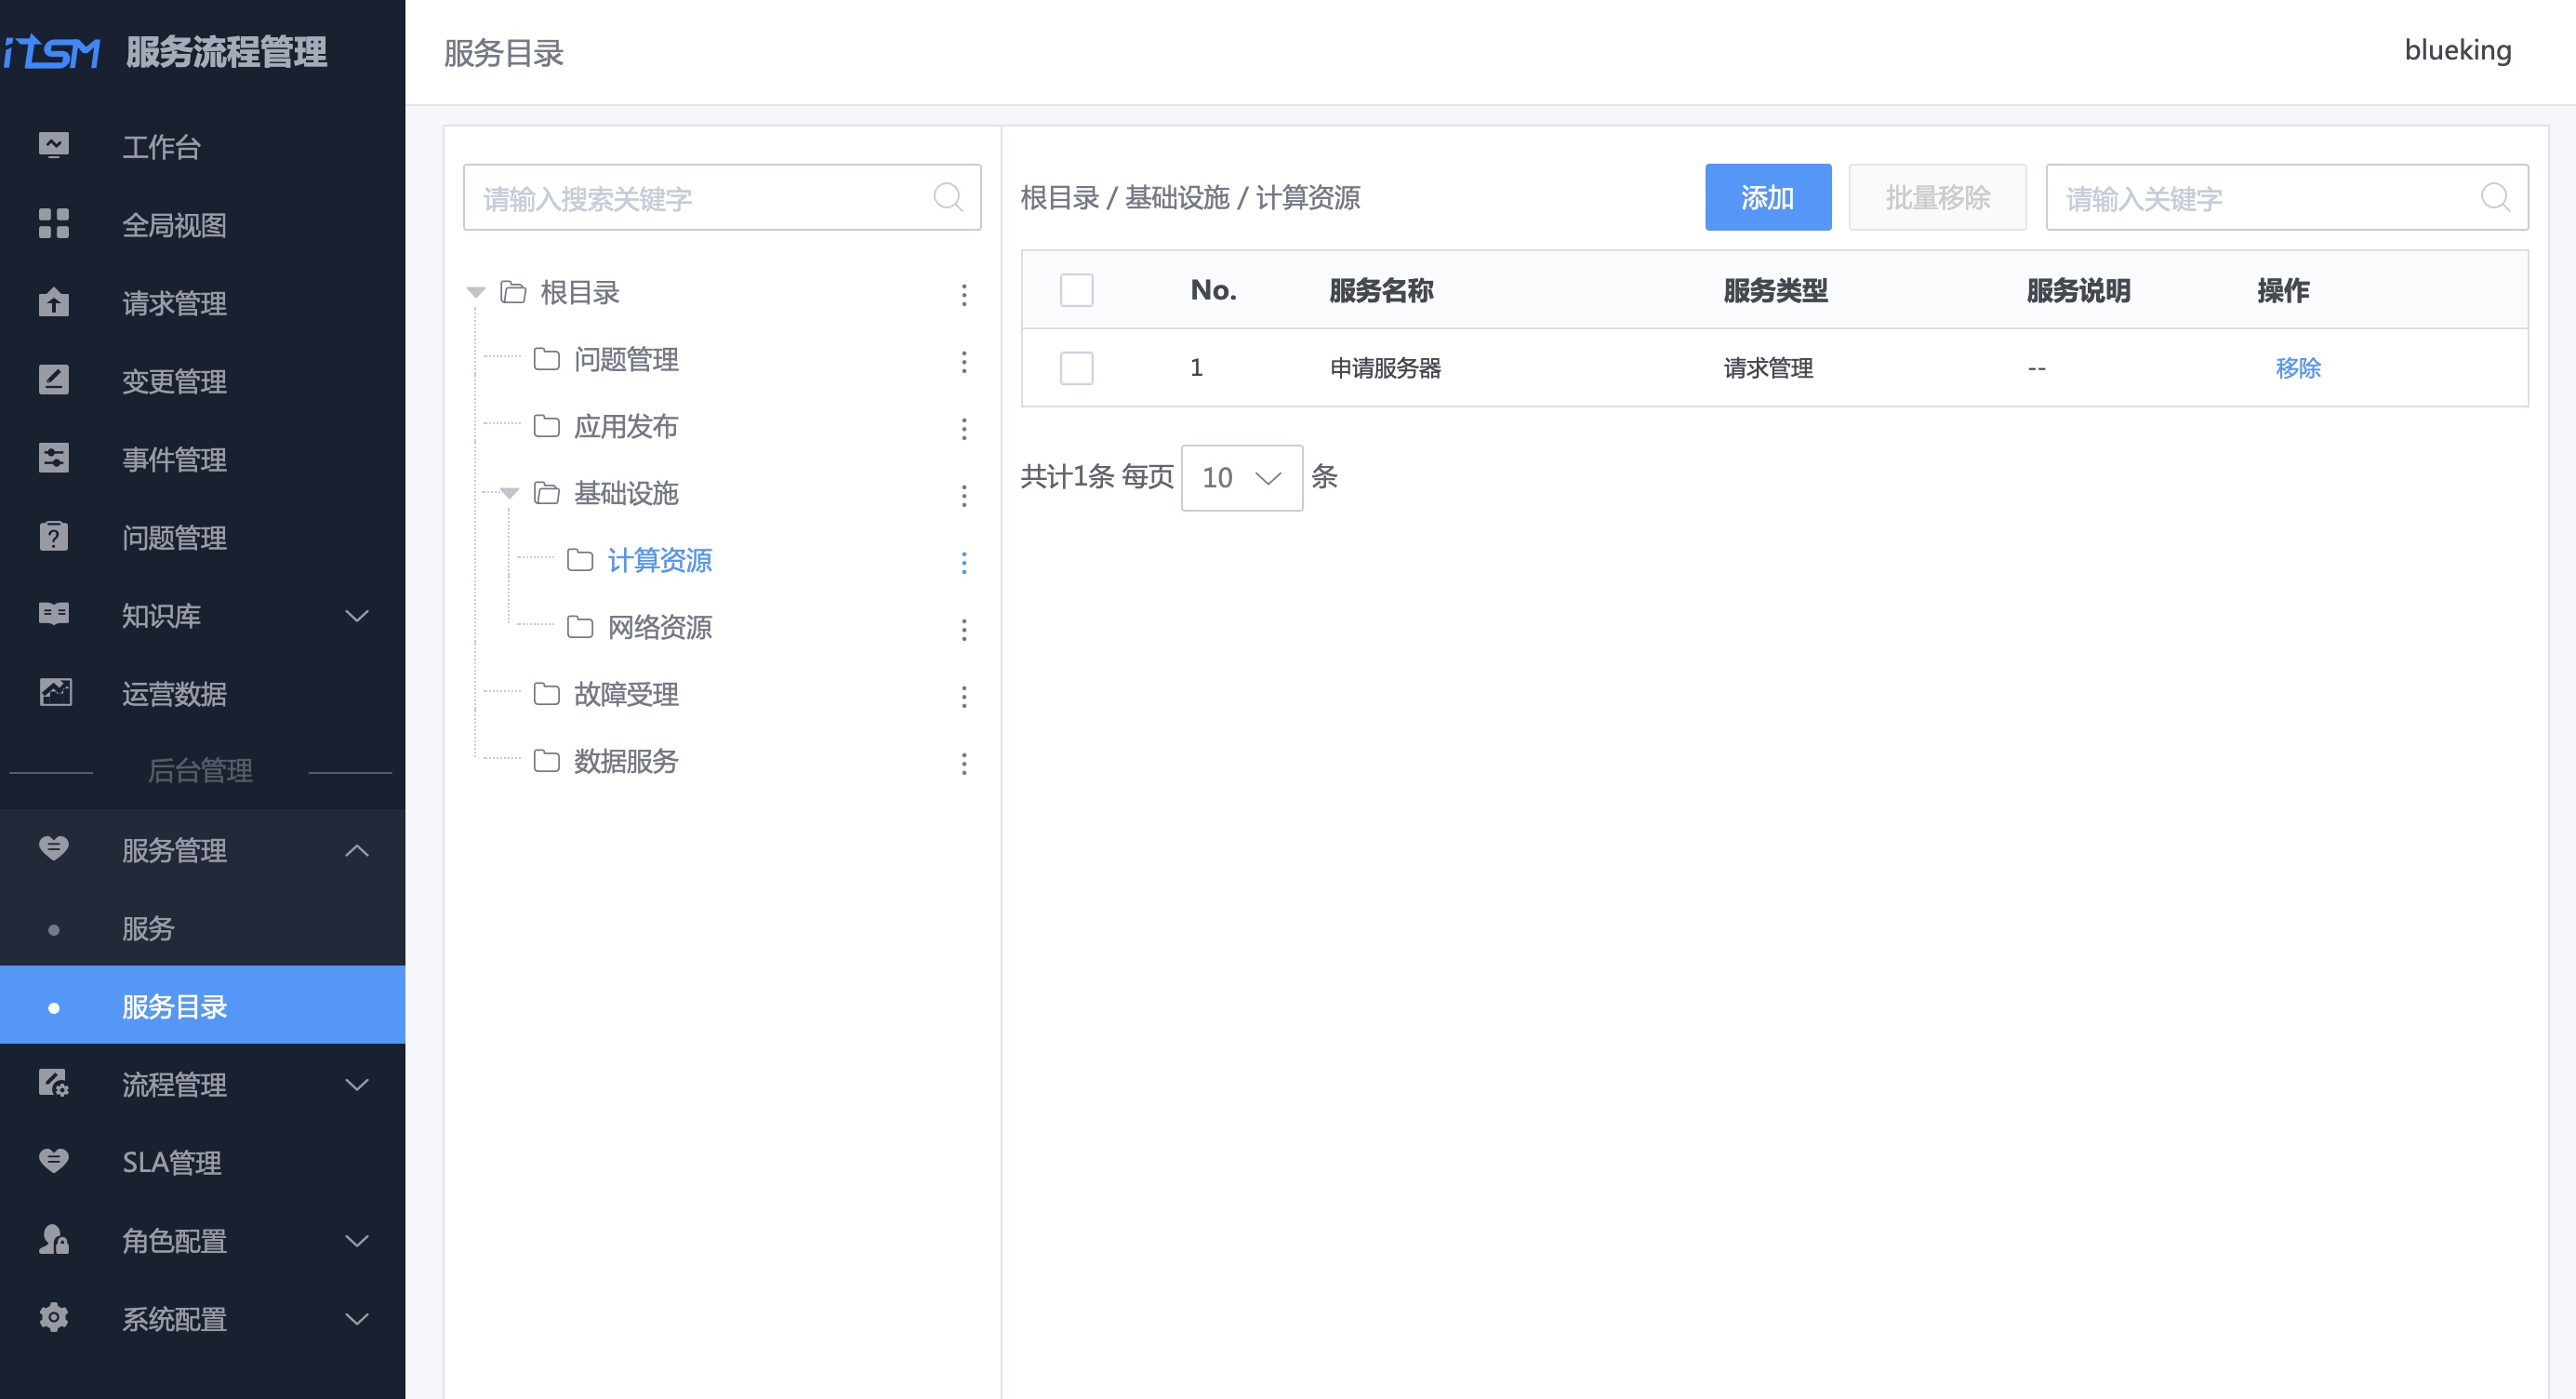 iTSM 服务流程管理
工作台
全局视图
请求管理
变更管理
事件管理
问题管理
知识库
运营数据
后台管理
服务管理
服务
服务目录
流程管理
SLA管理
角色配置
系统配置
服务目录
blueking
请输入搜索关键字
根目录
问题管理
应用发布
基础设施
计算资源
网络资源
故障受理
数据服务
根目录 / 基础设施 / 计算资源
添加 批量移除 请输入关键字
No. 服务名称 服务类型 服务说明 操作
1 申请服务器 请求管理 -- 移除
共计1条 每页 10 条